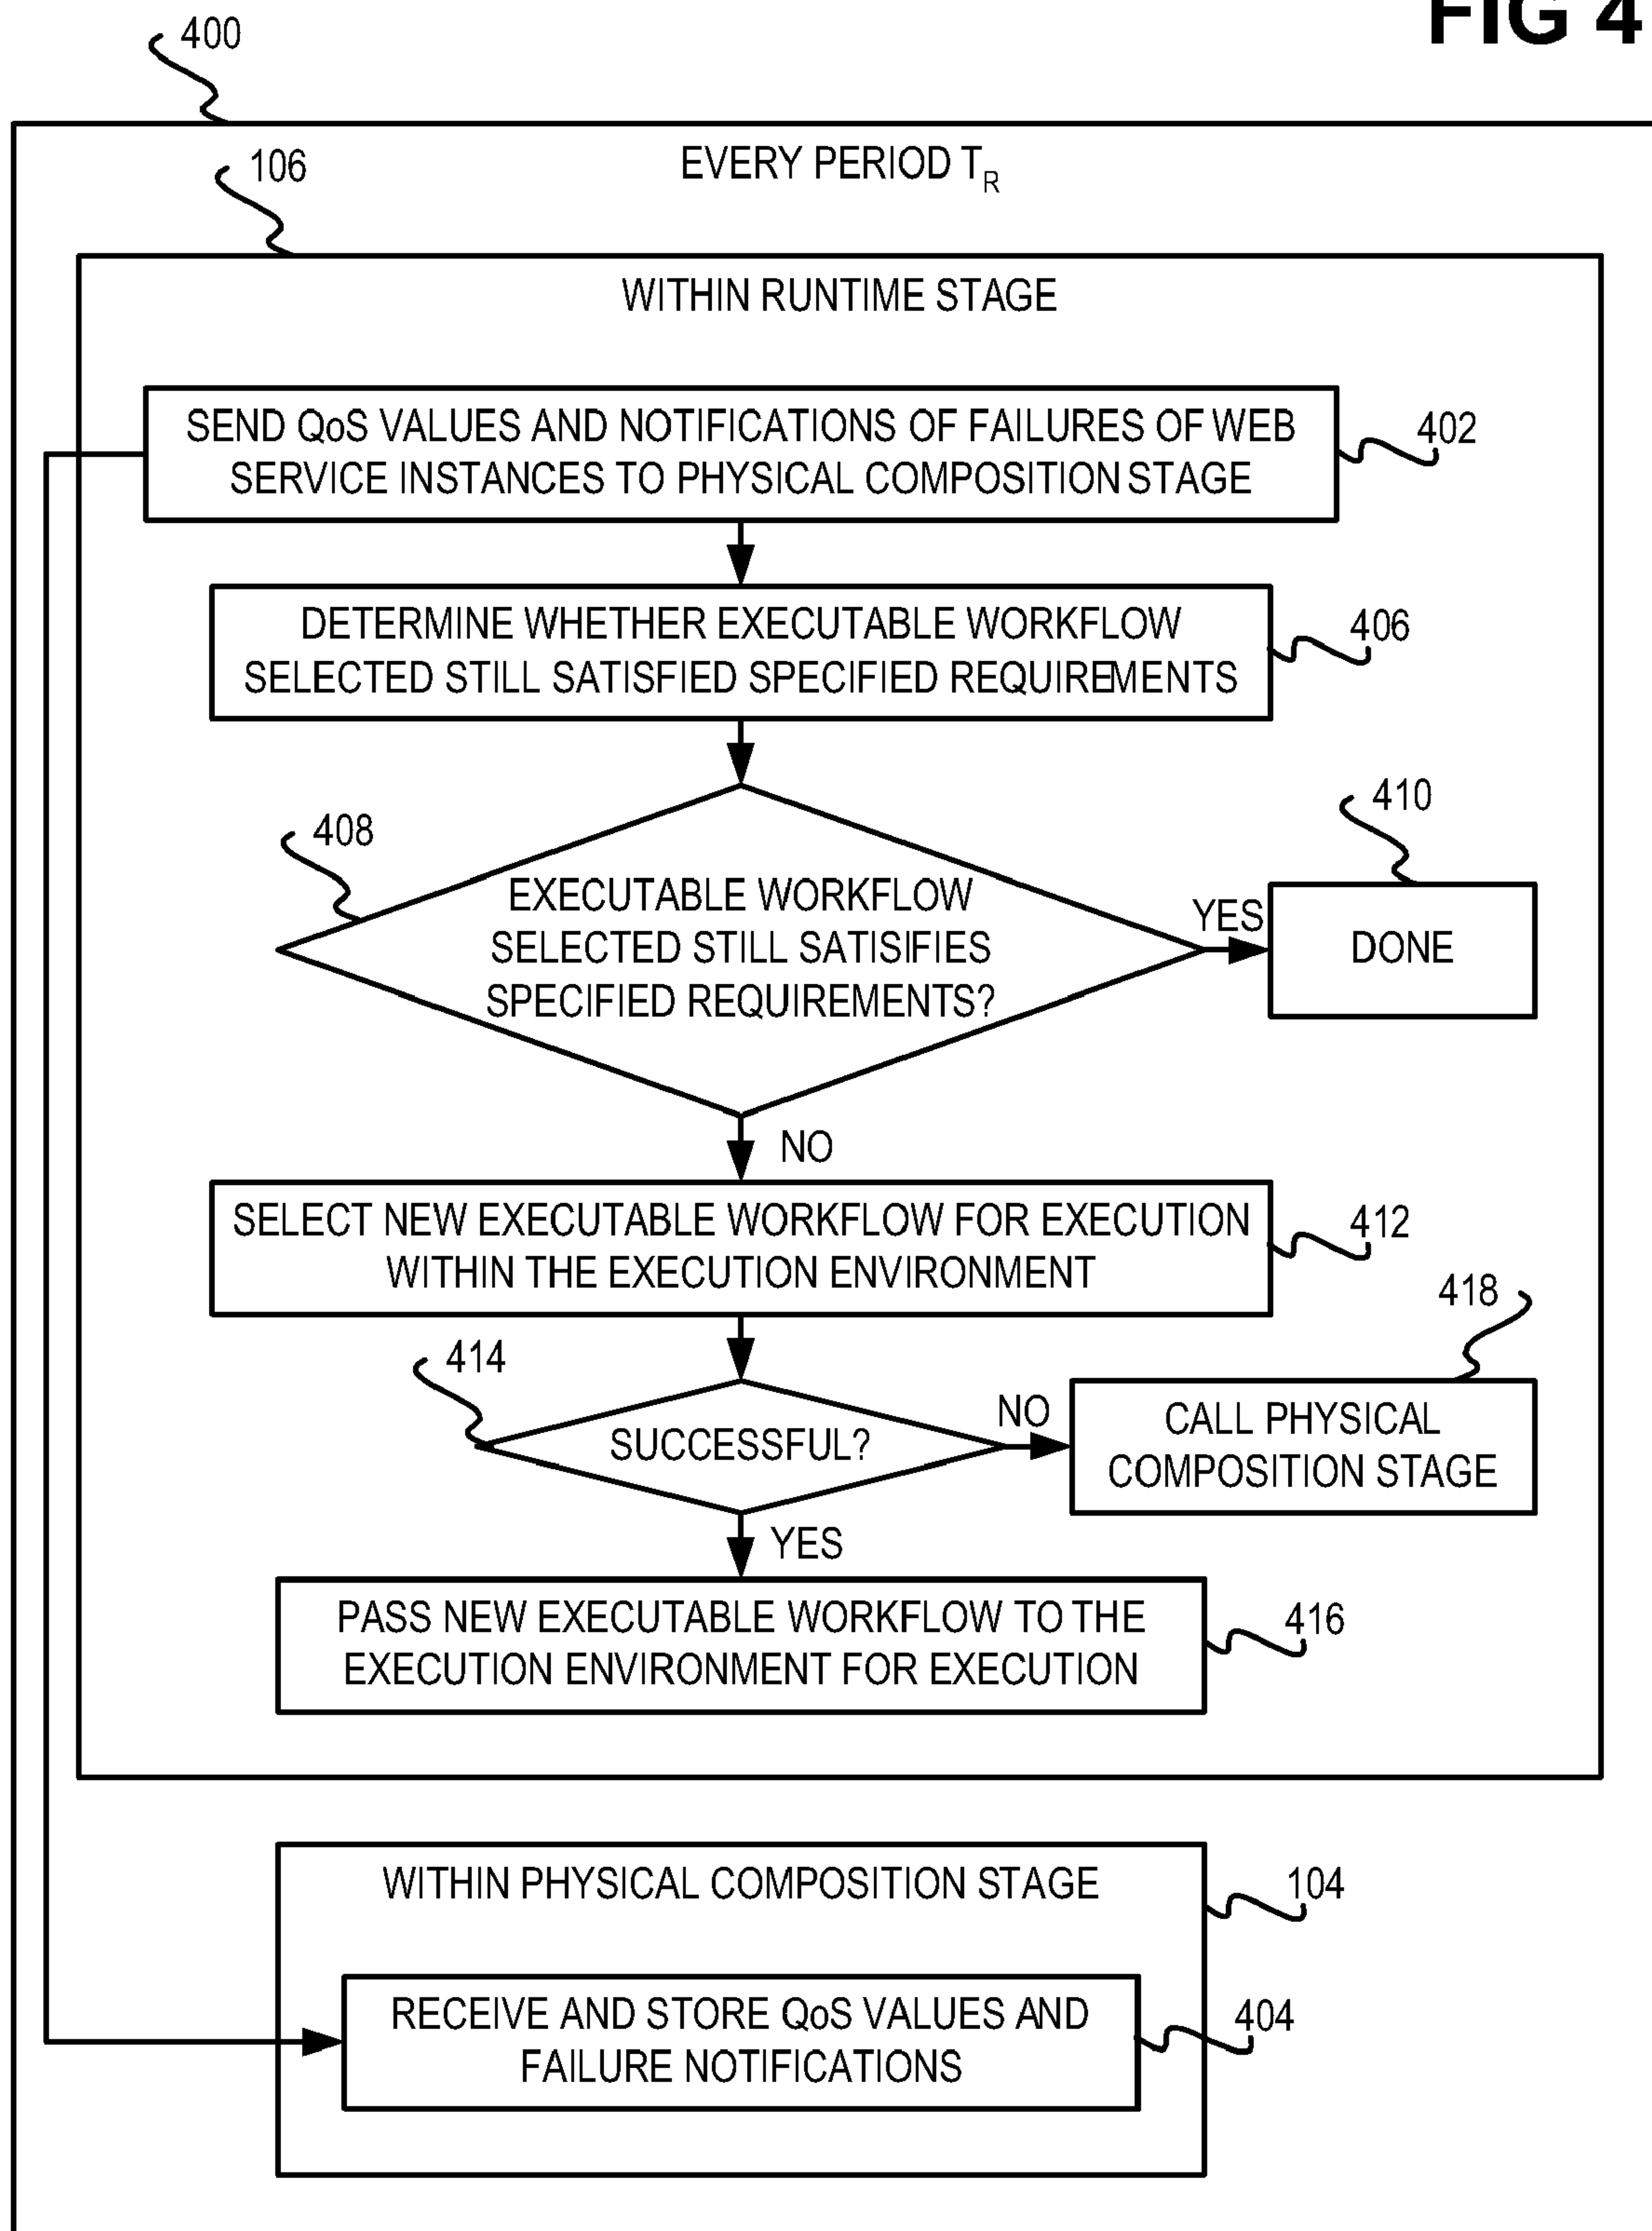 FIG 4
400
EVERY PERIOD TR
106
WITHIN RUNTIME STAGE
SEND QoS VALUES AND NOTIFICATIONS OF FAILURES OF WEB
SERVICE INSTANCES TO PHYSICAL COMPOSITION STAGE
402
DETERMINE WHETHER EXECUTABLE WORKFLOW
SELECTED STILL SATISFIED SPECIFIED REQUIREMENTS
406
408
EXECUTABLE WORKFLOW
SELECTED STILL SATISIFIES
SPECIFIED REQUIREMENTS?
YES
410
DONE
NO
SELECT NEW EXECUTABLE WORKFLOW FOR EXECUTION
WITHIN THE EXECUTION ENVIRONMENT
412
414
SUCCESSFUL?
NO
418
CALL PHYSICAL
COMPOSITION STAGE
YES
PASS NEW EXECUTABLE WORKFLOW TO THE
EXECUTION ENVIRONMENT FOR EXECUTION
416
WITHIN PHYSICAL COMPOSITION STAGE
104
RECEIVE AND STORE QoS VALUES AND
FAILURE NOTIFICATIONS
404